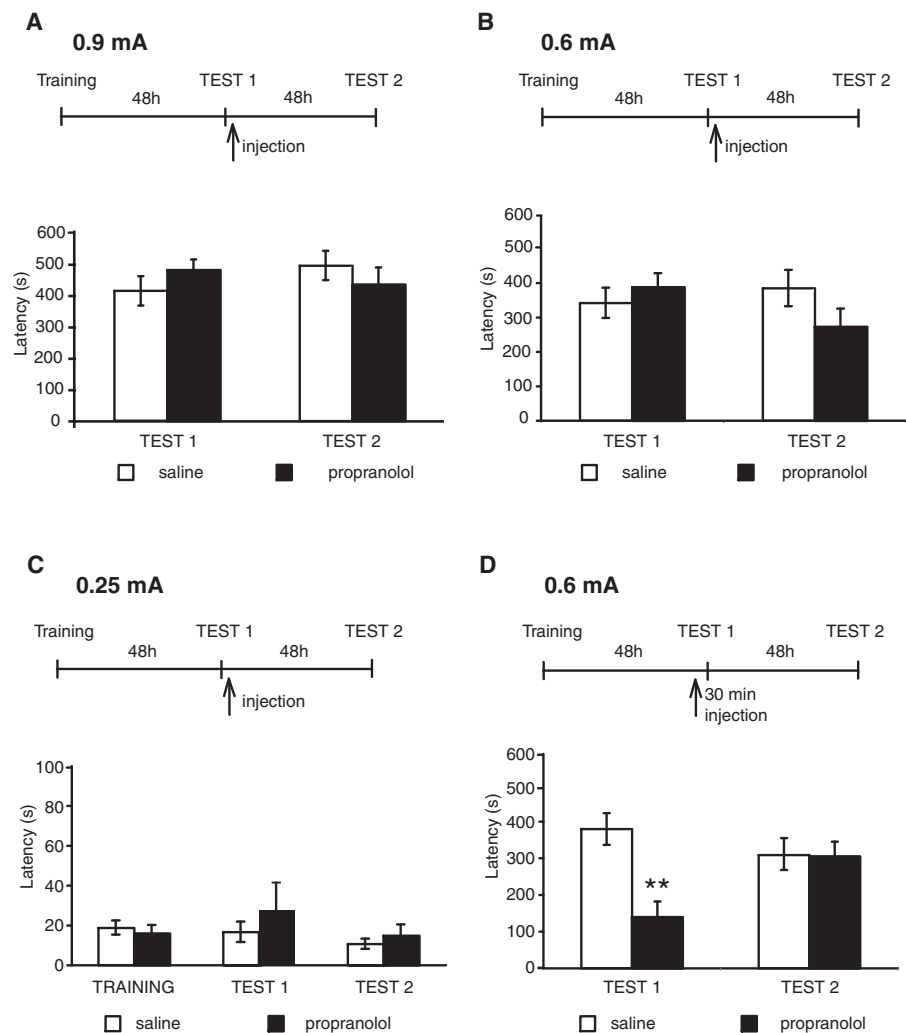 A
0.9 mA
Training TEST 1 TEST 2
48h 48h
injection
Latency (s)
600
500
400
300
200
100
0
TEST 1 TEST 2
saline propranolol
B
0.6 mA
Training TEST 1 TEST 2
48h 48h
injection
Latency (s)
600
500
400
300
200
100
0
TEST 1 TEST 2
saline propranolol
C
0.25 mA
Training TEST 1 TEST 2
48h 48h
injection
Latency (s)
100
80
60
40
20
0
TRAINING TEST 1 TEST 2
saline propranolol
D
0.6 mA
Training TEST 1 TEST 2
48h 48h
30 min
injection
Latency (s)
600
500
400
300
200
100
0
**
TEST 1 TEST 2
saline propranolol